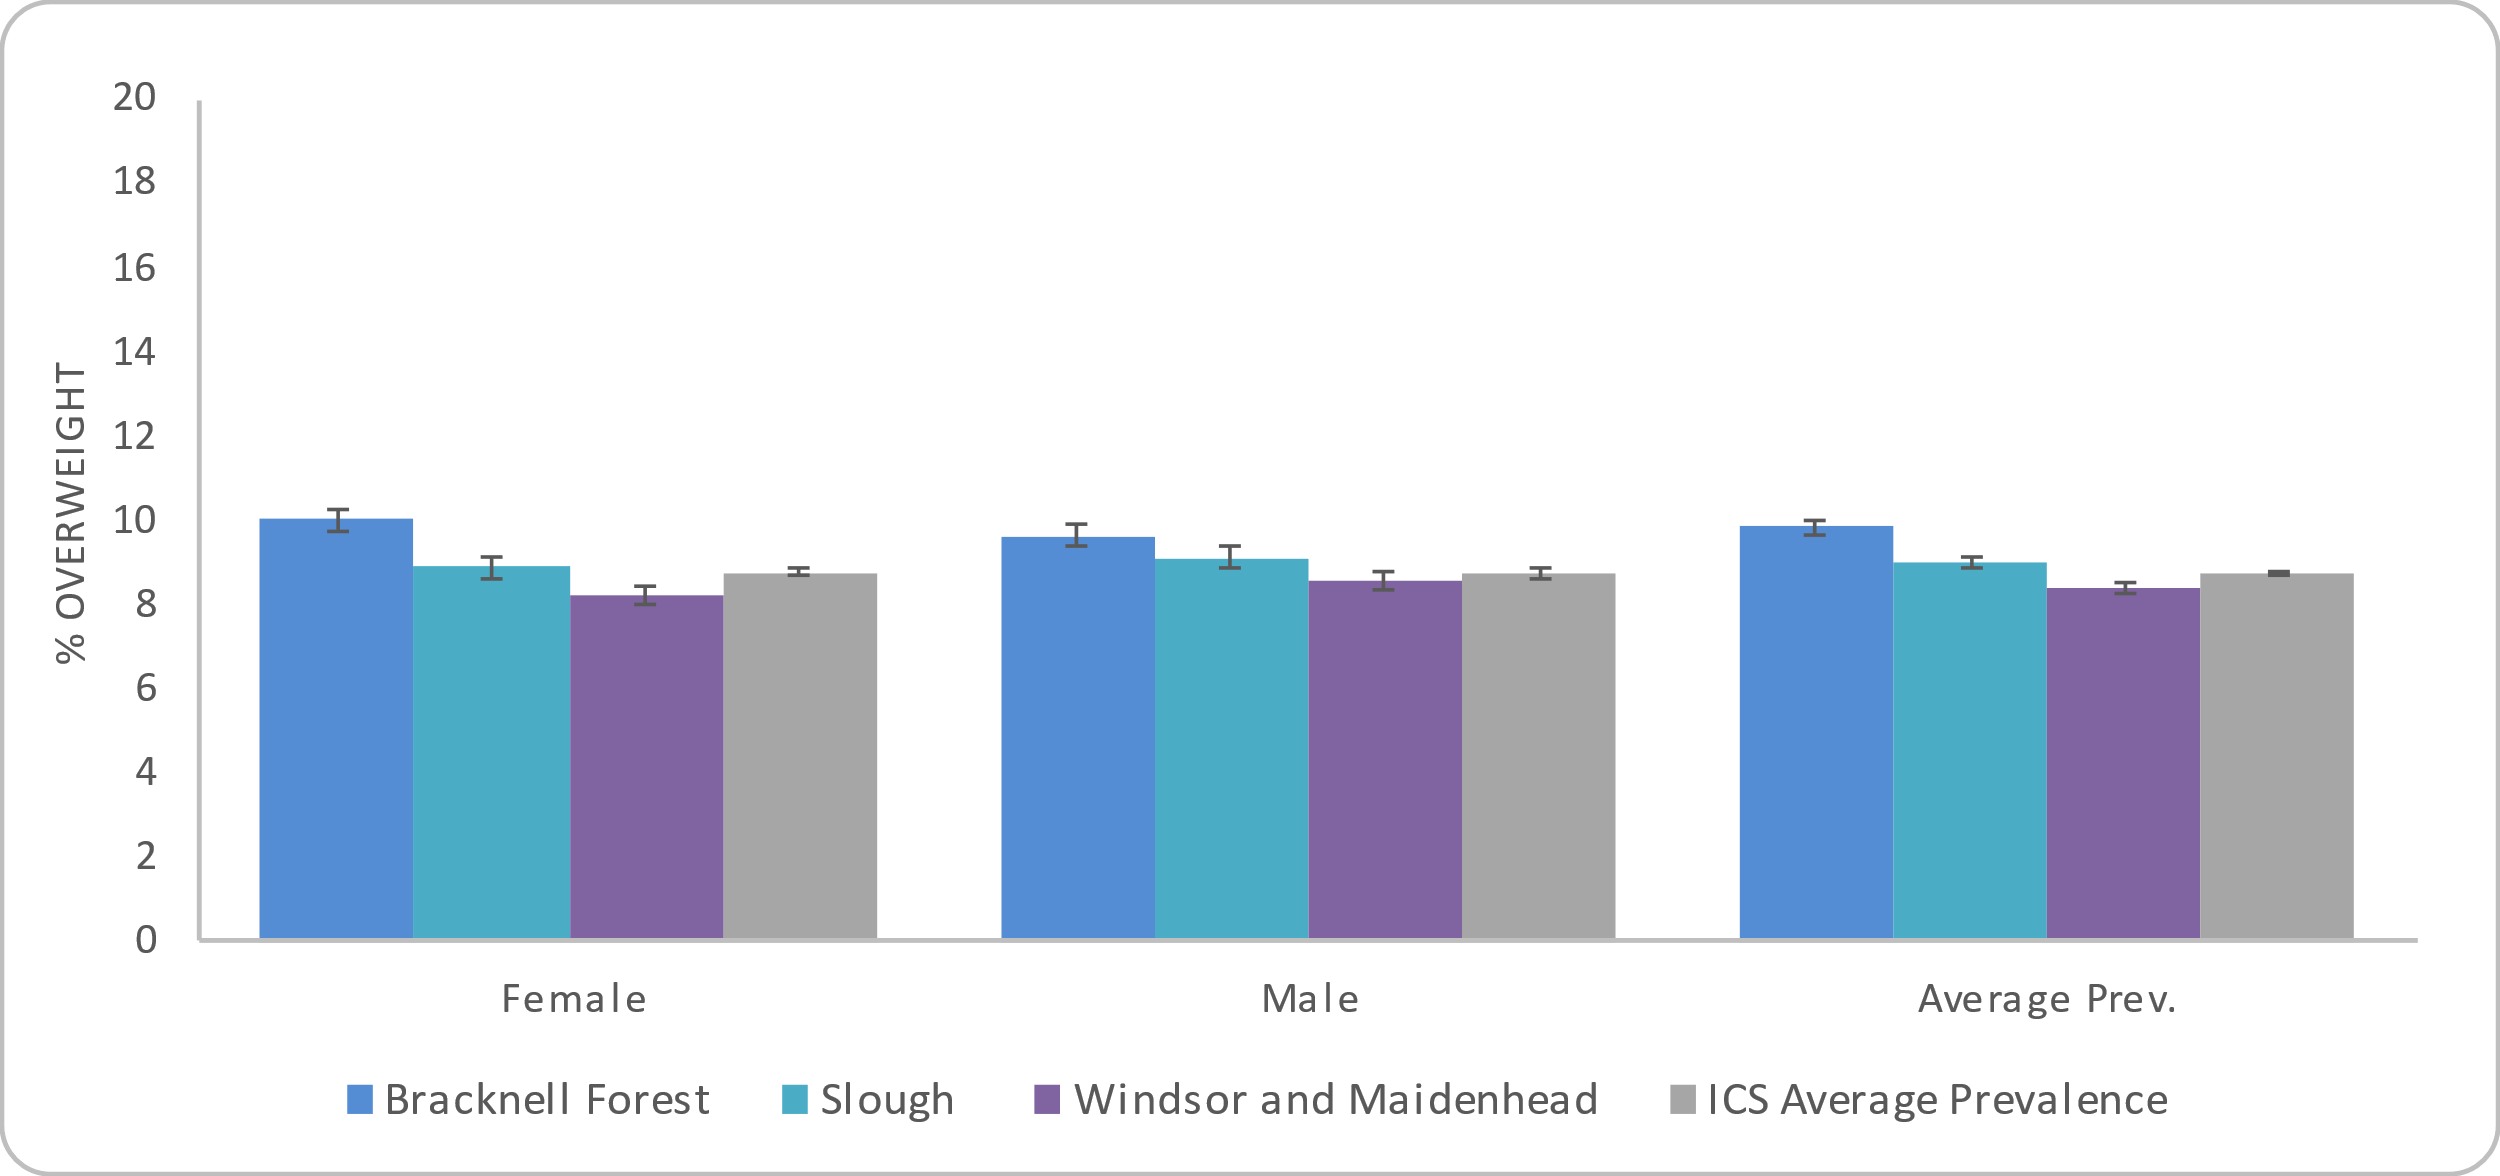 20
18
16
14
12
10
8
6
4
2
0
% OVERWEIGHT
Female
Male
Average Prev.
Bracknell Forest
Slough
Windsor and Maidenhead
ICS Average Prevalence